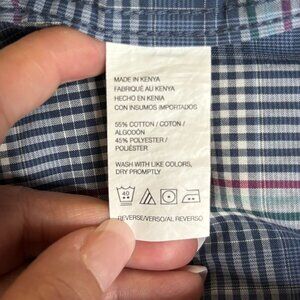 MADE IN KENYA
FABRIQUÉ AU KENYA
HECHO EN KENIA
CON INSUMOS IMPORTADOS
55% COTTON / COTON /
ALGODÓN
45% POLYESTER /
POLIÉSTER
WASH WITH LIKE COLORS,
DRY PROMPTLY
40
REVERSE/VERSO/AL REVERSO